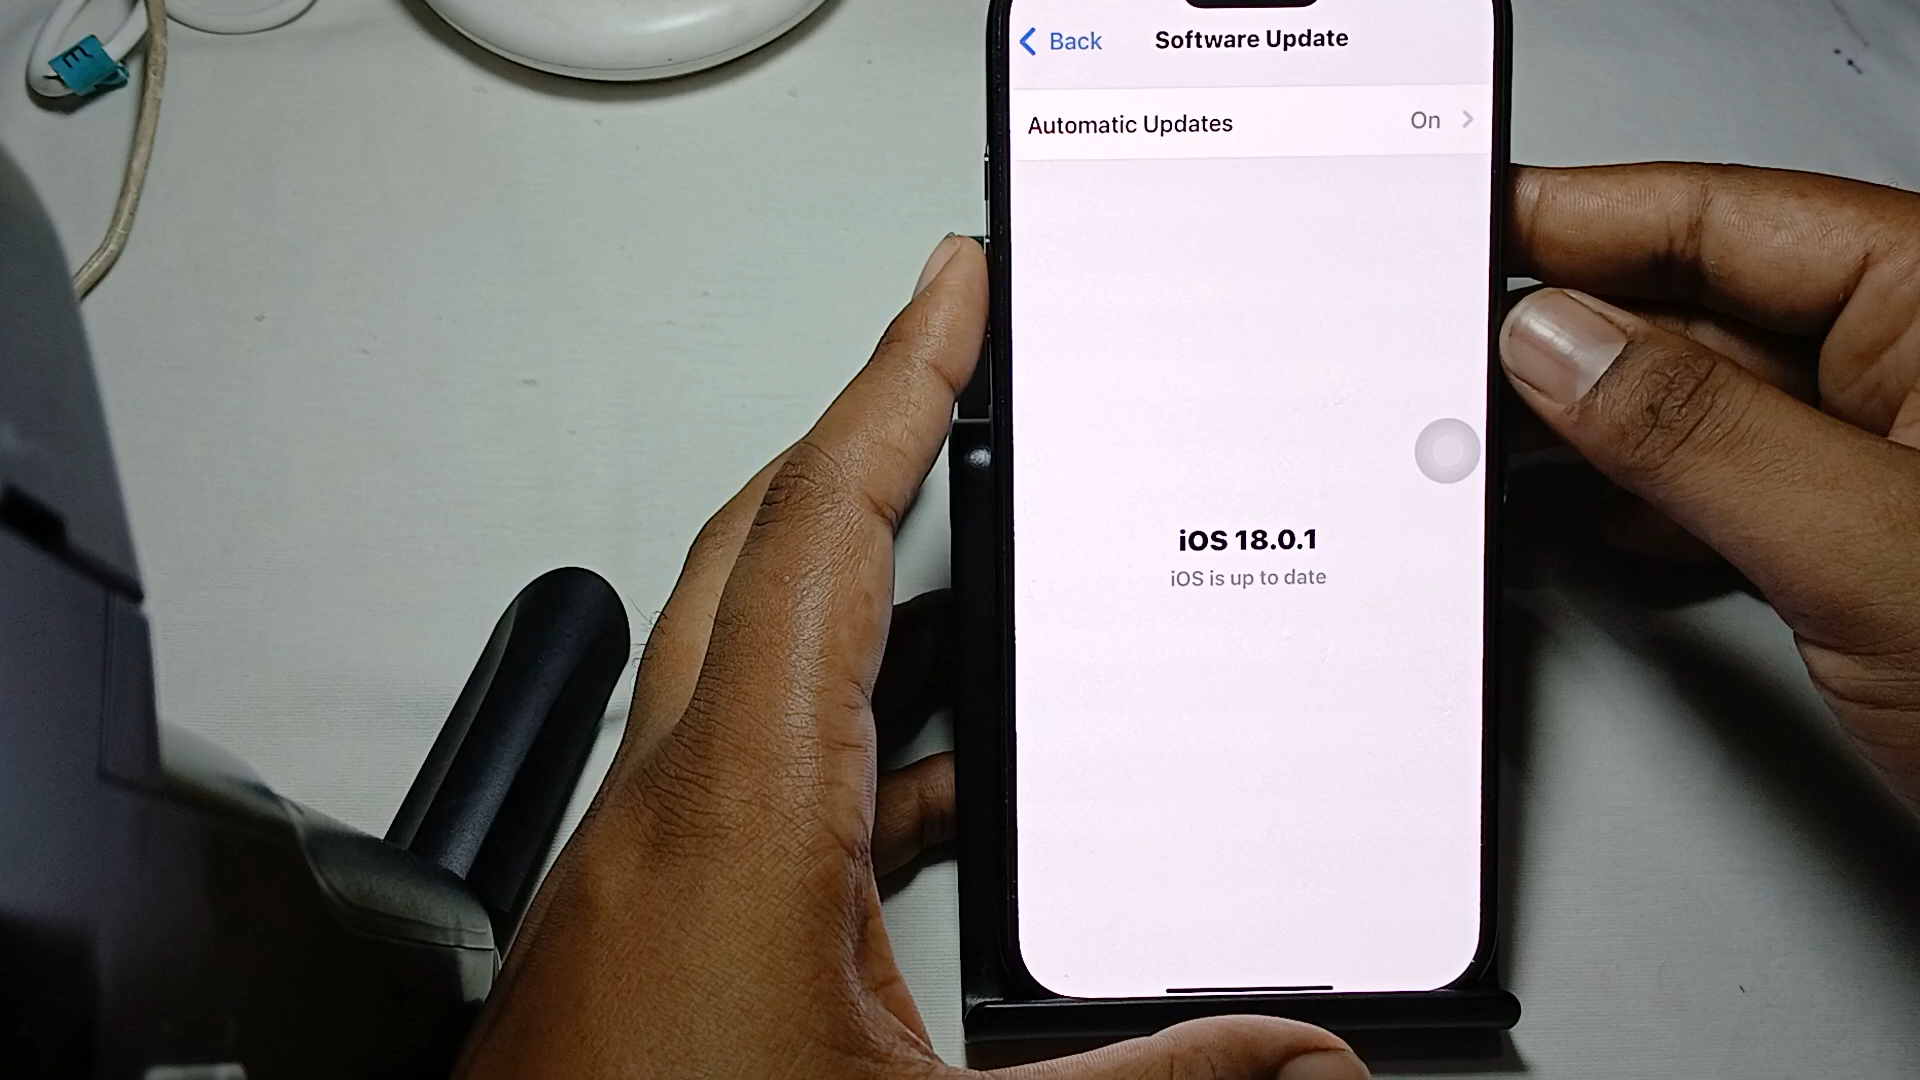 E
Back
Software Update
Automatic Updates
On
iOS 18.0.1
iOS is up to date